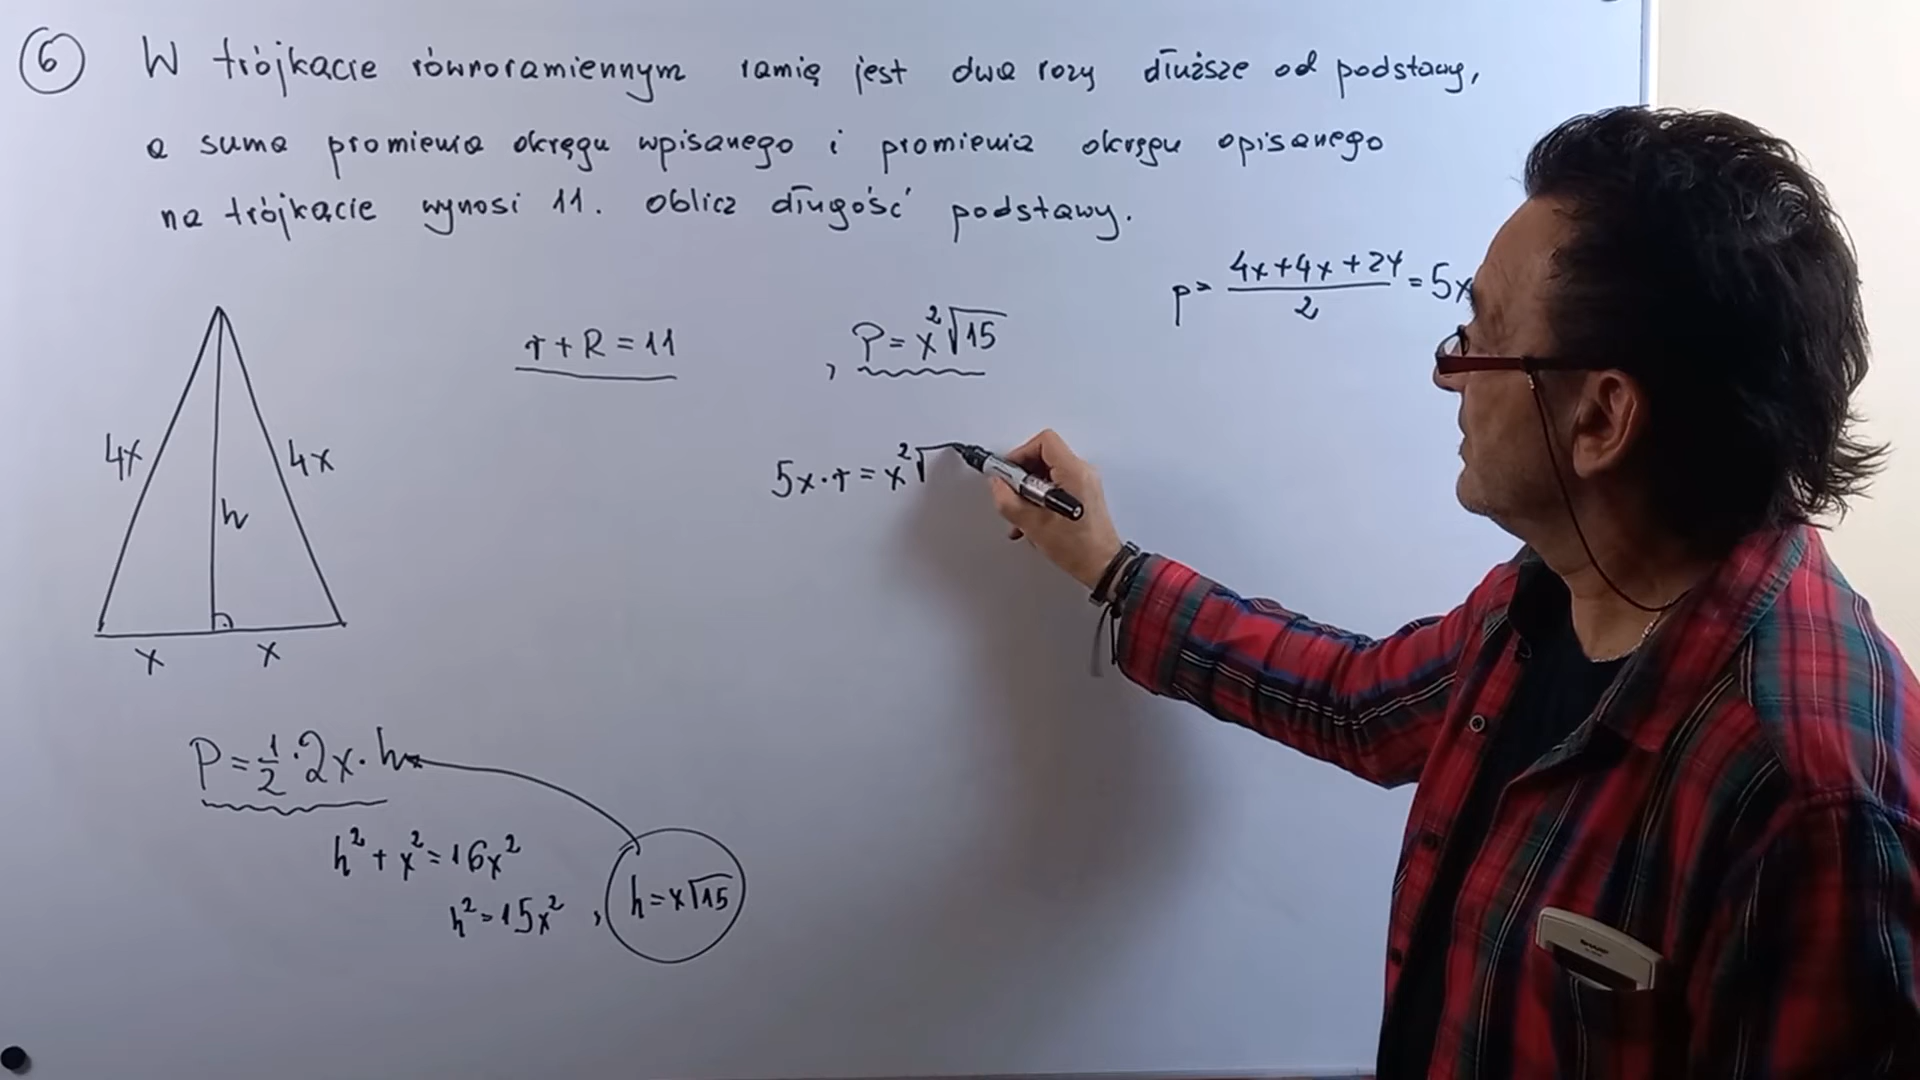 6 W trójkącie równoramiennym ramię jest dwa razy dłuższe od podstawy,
a suma promienia okręgu wpisanego i promienia okręgu opisanego
na trójkącie wynosi 11. Oblicz długość podstawy.
p = \frac{4x+4x+2x}{2} = 5x
r + R = 11 , P = x²√15
4x 4x
h
5x·r = x²√
x x
P = \frac{1}{2}·2x·h
h² + x² = 16x²
h² = 15x² , h = x√15